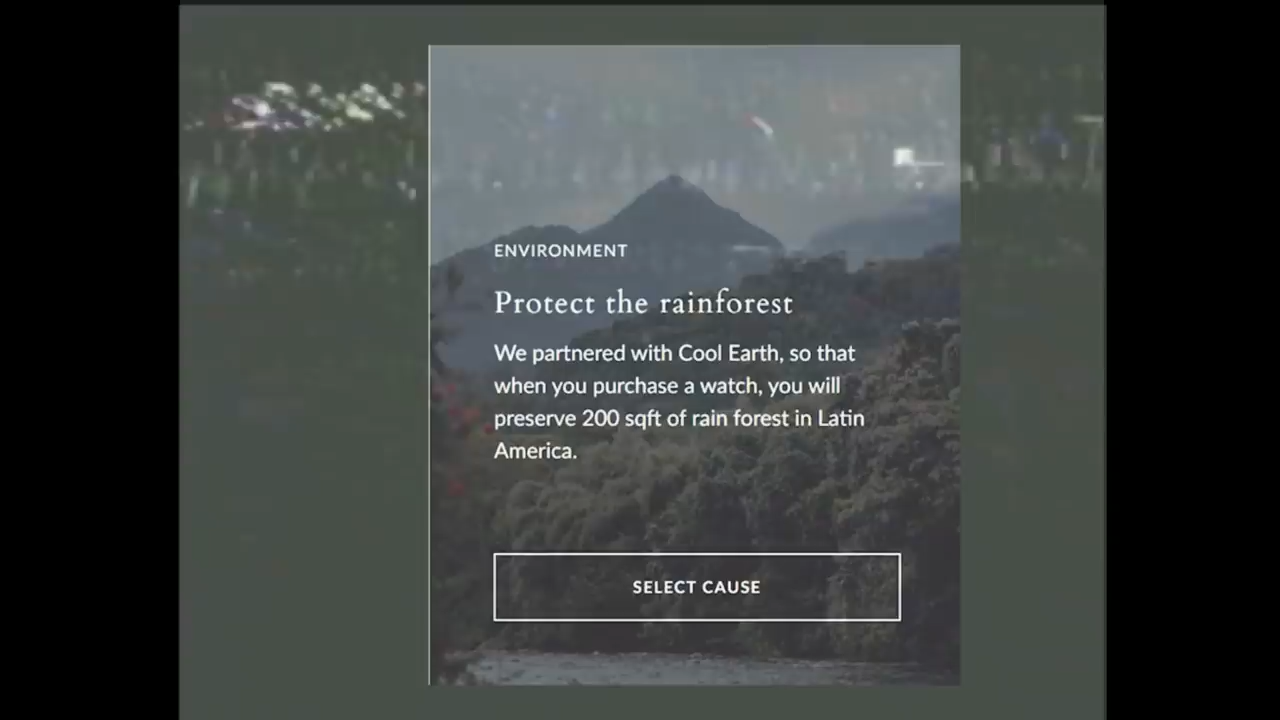 ENVIRONMENT
Protect the rainforest
We partnered with Cool Earth, so that
when you purchase a watch, you will
preserve 200 sqft of rain forest in Latin
America.
SELECT CAUSE